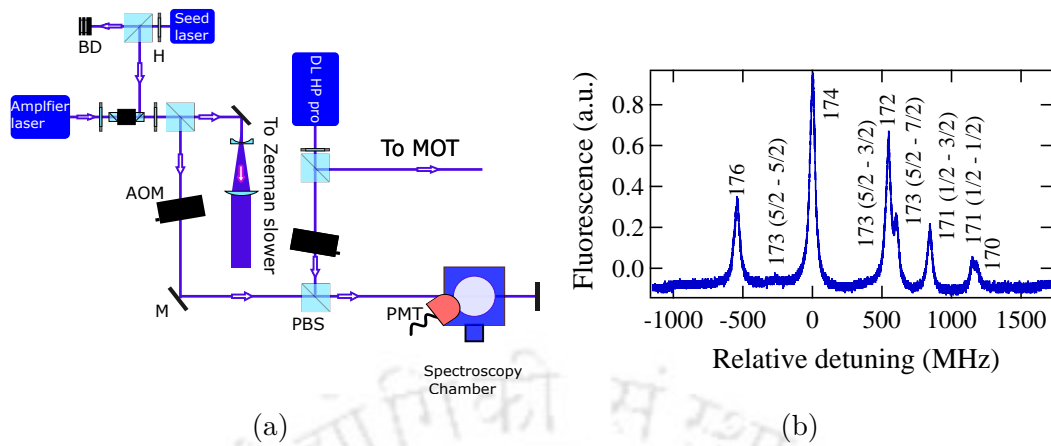 BD
H
Seed
laser
Amplfier
laser
AOM
M
To Zeeman slower
DL HP pro
To MOT
PBS
PMT
Spectroscopy
Chamber
(a)
Fluorescence (a.u.)
0.8
0.6
0.4
0.2
0.0
176
173 (5/2 - 5/2)
174
173 (5/2 - 3/2)
172
173 (5/2 - 7/2)
171 (1/2 - 3/2)
171 (1/2 - 1/2)
170
-1000 -500 0 500 1000 1500
Relative detuning (MHz)
(b)